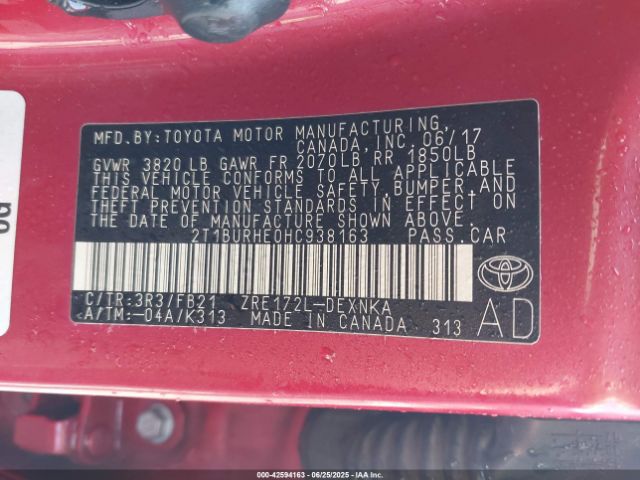 MFD. BY: TOYOTA MOTOR MANUFACTURING,
CANADA, INC. 06/17
GVWR 3820 LB GAWR FR 2070LB, RR 1850LB
THIS VEHICLE CONFORMS TO ALL APPLICABLE
FEDERAL MOTOR VEHICLE SAFETY, BUMPER, AND
THEFT PREVENTION STANDARDS IN EFFECT ON
THE DATE OF MANUFACTURE SHOWN ABOVE.
2T1BURHE0HC938163 PASS. CAR
C/TR: 3R3/FB21 ZRE172L-DEXNKA
A/TM: -04A/K313 MADE IN CANADA 313
AD
000-42594163 - 06/25/2025 - IAA Inc.